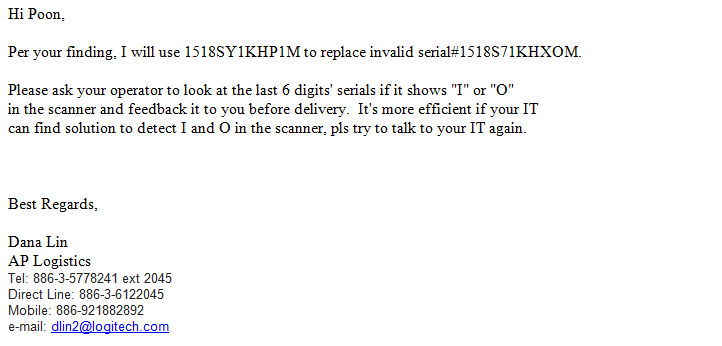 Hi Poon,
Per your finding, I will use 1518SY1KHP1M to replace invalid serial#1518S71KHXOM.
Please ask your operator to look at the last 6 digits' serials if it shows "I" or "O"
in the scanner and feedback it to you before delivery.  It's more efficient if your IT
can find solution to detect I and O in the scanner, pls try to talk to your IT again.
Best Regards,
Dana Lin
AP Logistics
Tel: 886-3-5778241 ext 2045
Direct Line: 886-3-6122045
Mobile: 886-921882892
e-mail: dlin2@logitech.com